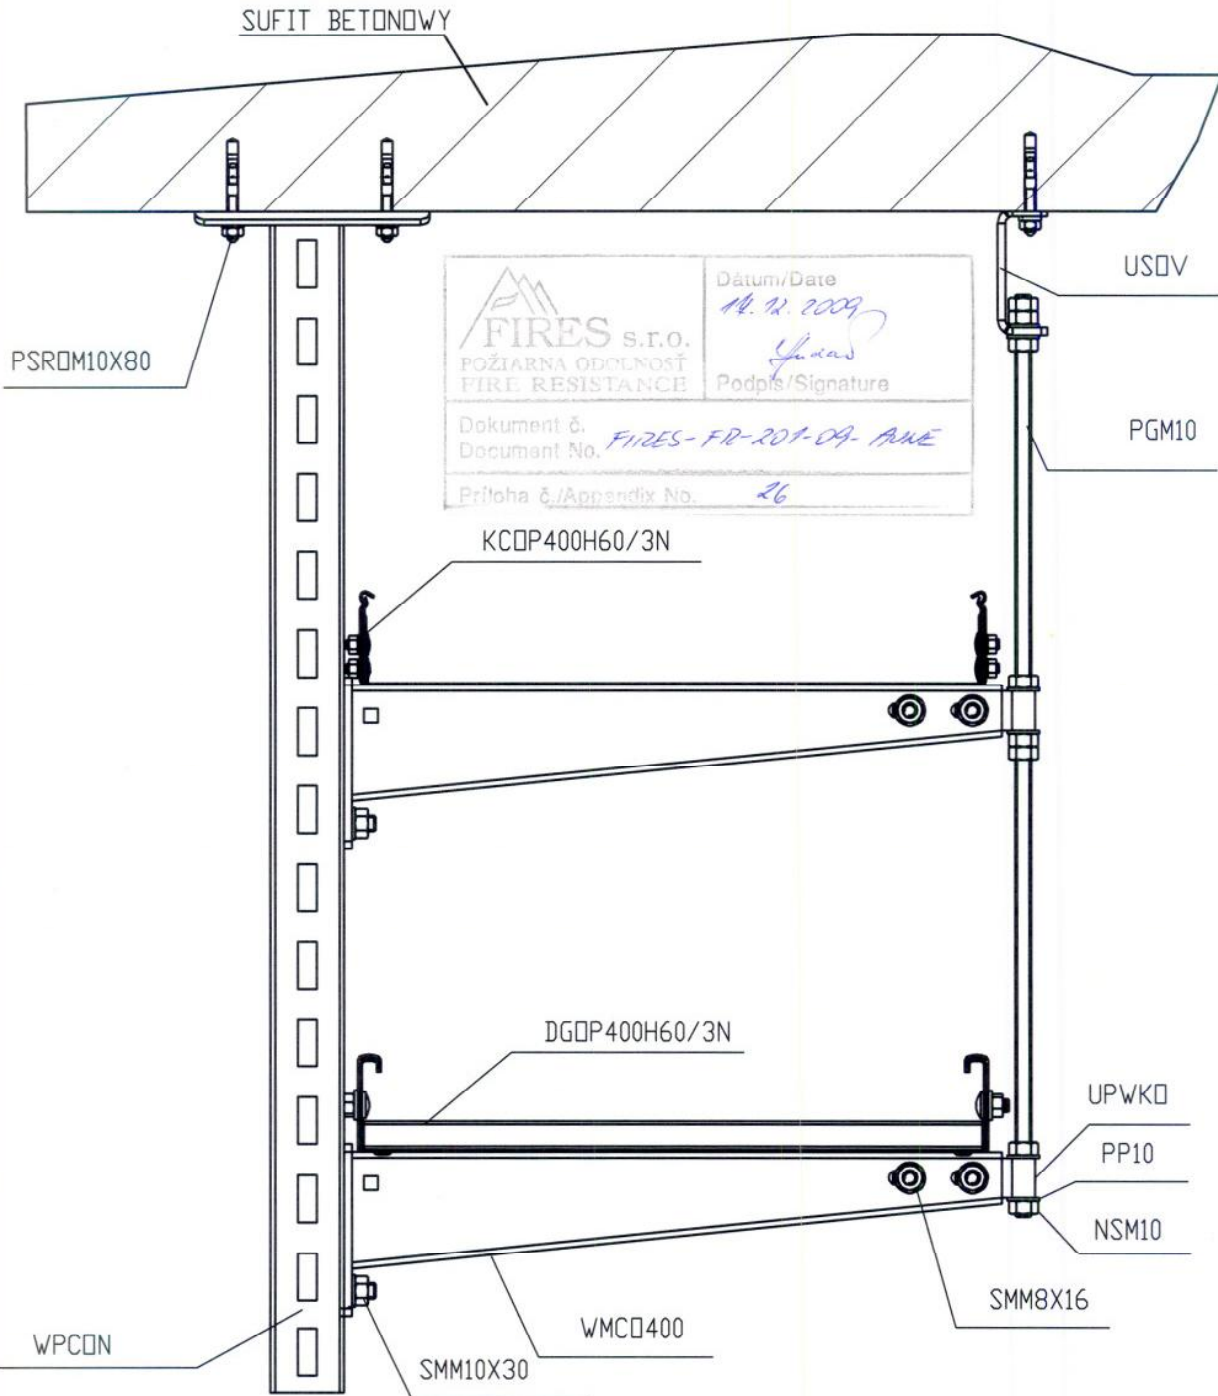 SUFIT BETONOWY
USOV
PSROM10X80
FIRES s.r.o.
POŽIARNA ODOLNOSŤ
FIRE RESISTANCE
Dátum/Date
14.12.2009
Podpis/Signature
Dokument č.
Document No. FIRES-FR-201-09-AUNE
Príloha č./Appendix No. 26
PGM10
KCOP400H60/3N
DGOP400H60/3N
UPWKO
PP10
NSM10
SMM8X16
WMCO400
WPCON
SMM10X30